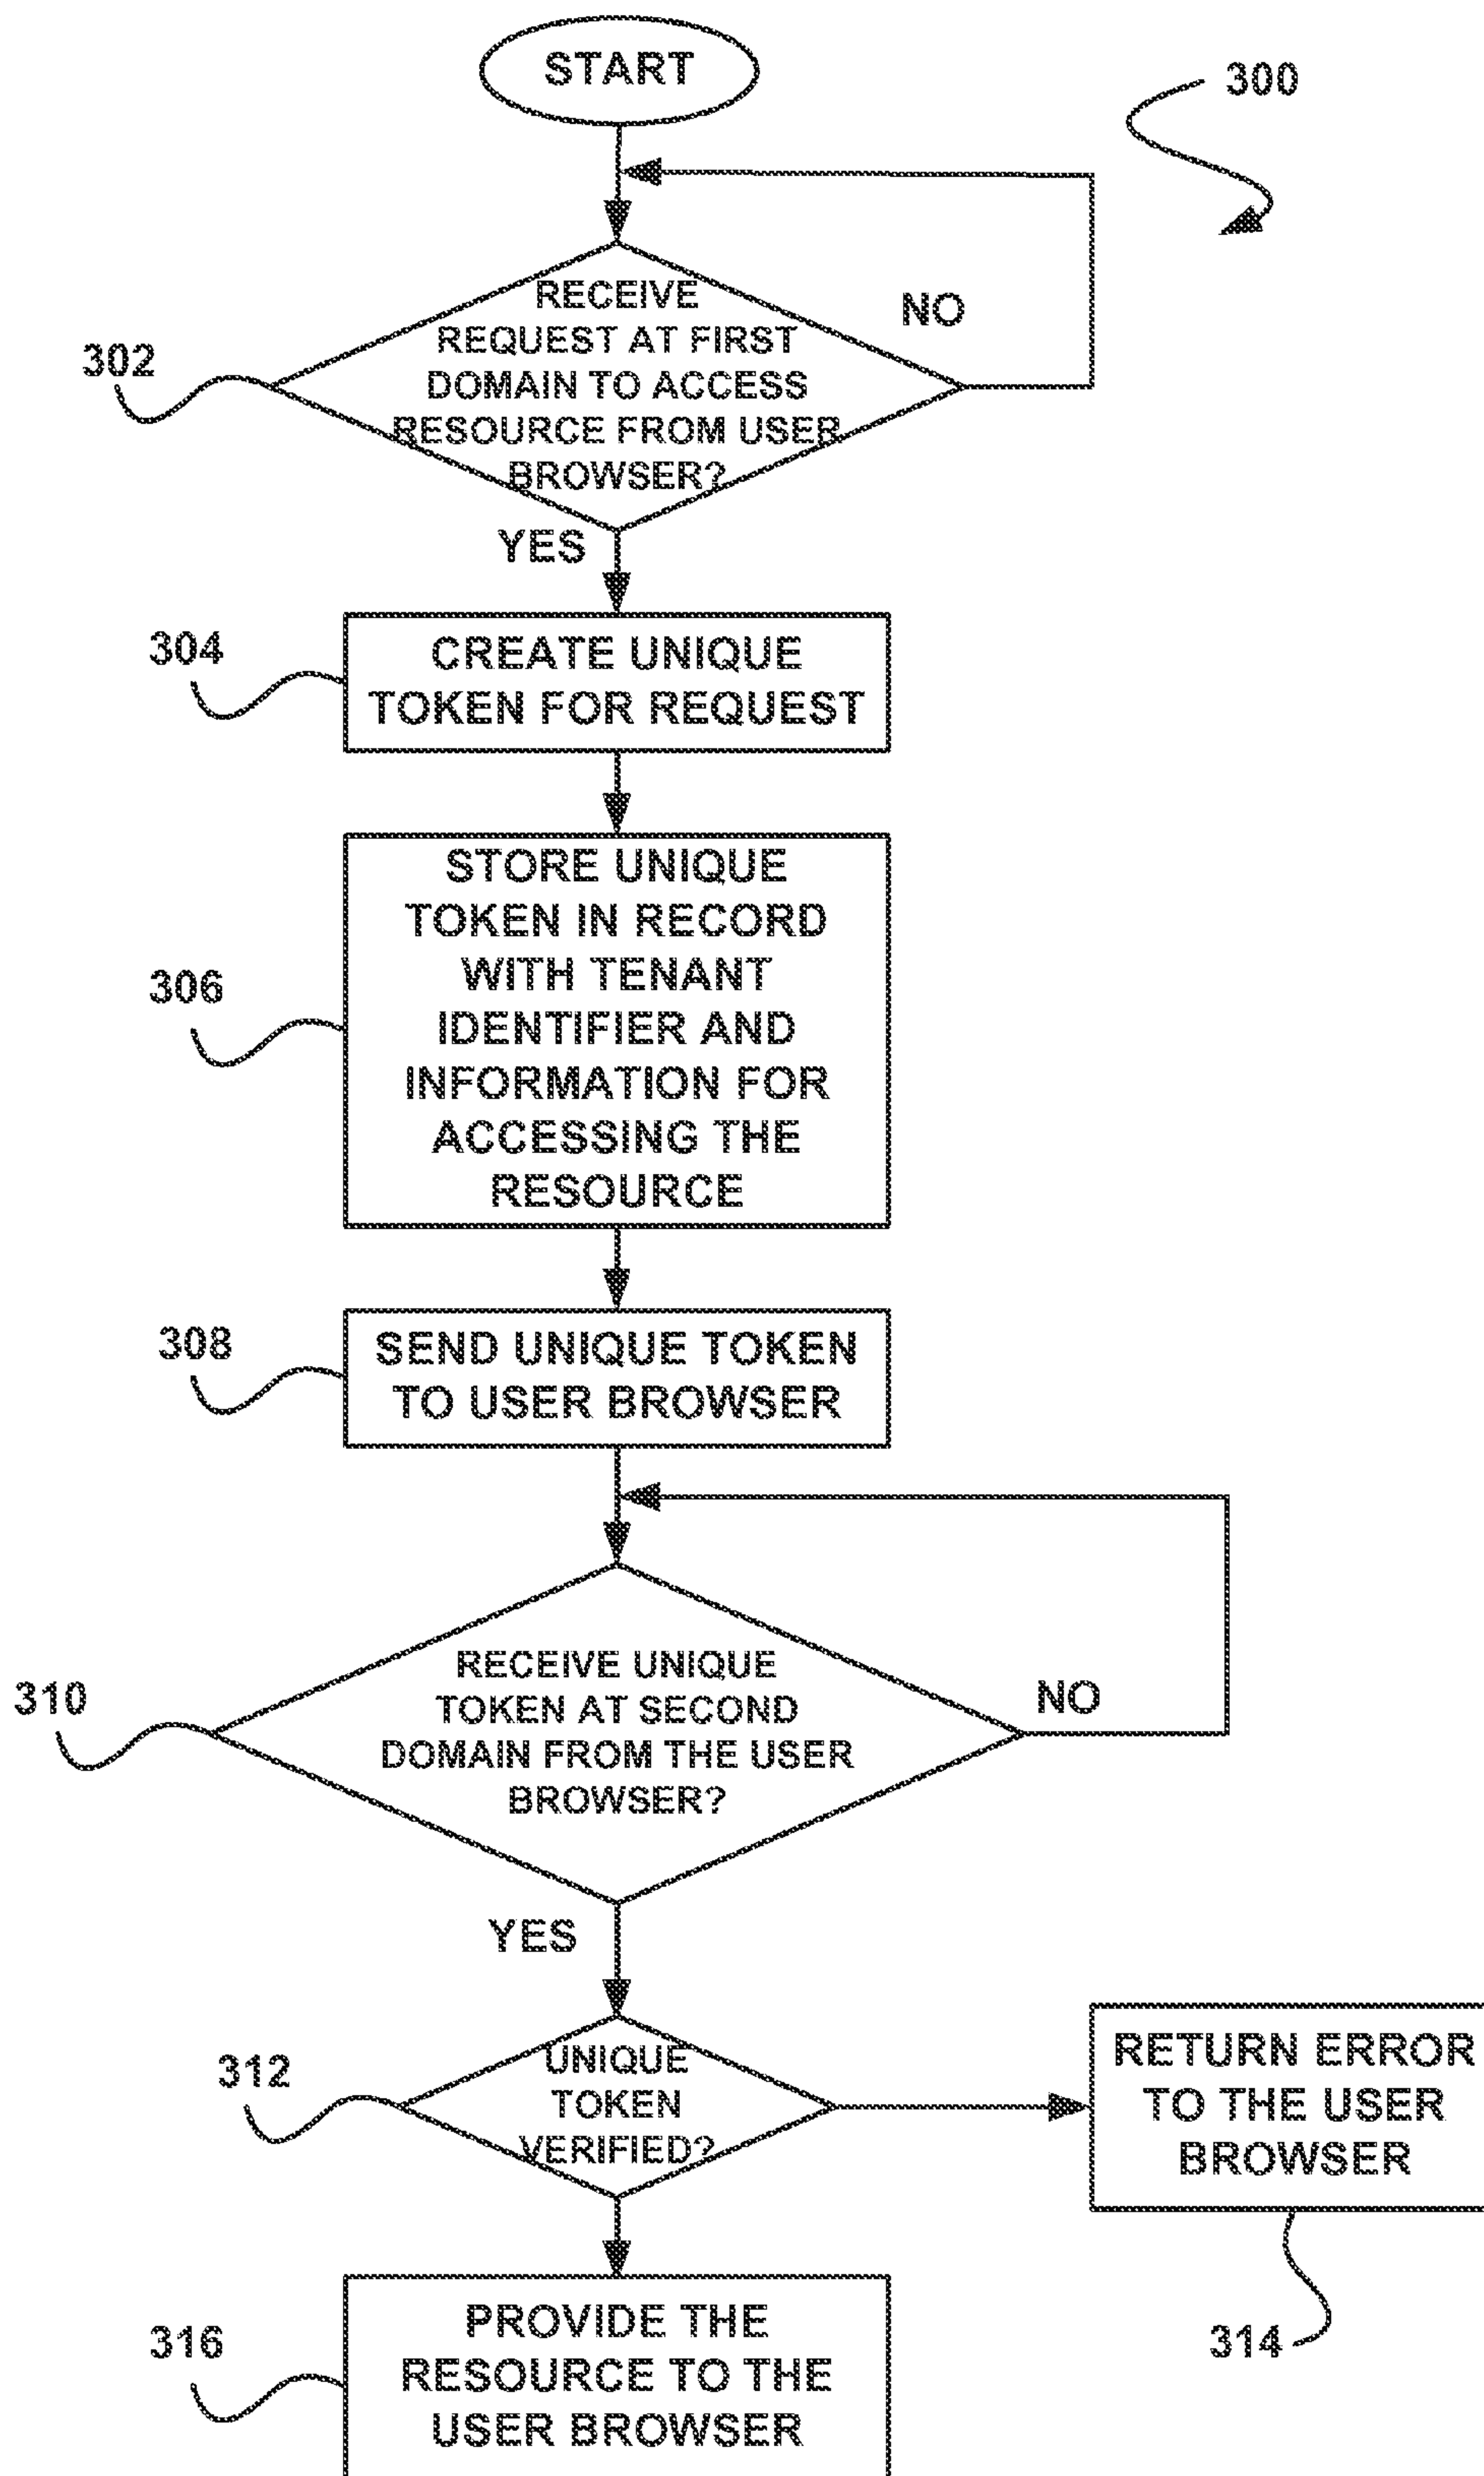 START
300
RECEIVE
REQUEST AT FIRST
DOMAIN TO ACCESS
RESOURCE FROM USER
BROWSER?
302
NO
YES
304
CREATE UNIQUE
TOKEN FOR REQUEST
306
STORE UNIQUE
TOKEN IN RECORD
WITH TENANT
IDENTIFIER AND
INFORMATION FOR
ACCESSING THE
RESOURCE
308
SEND UNIQUE TOKEN
TO USER BROWSER
310
RECEIVE UNIQUE
TOKEN AT SECOND
DOMAIN FROM THE USER
BROWSER?
NO
YES
312
UNIQUE
TOKEN
VERIFIED?
RETURN ERROR
TO THE USER
BROWSER
314
316
PROVIDE THE
RESOURCE TO THE
USER BROWSER